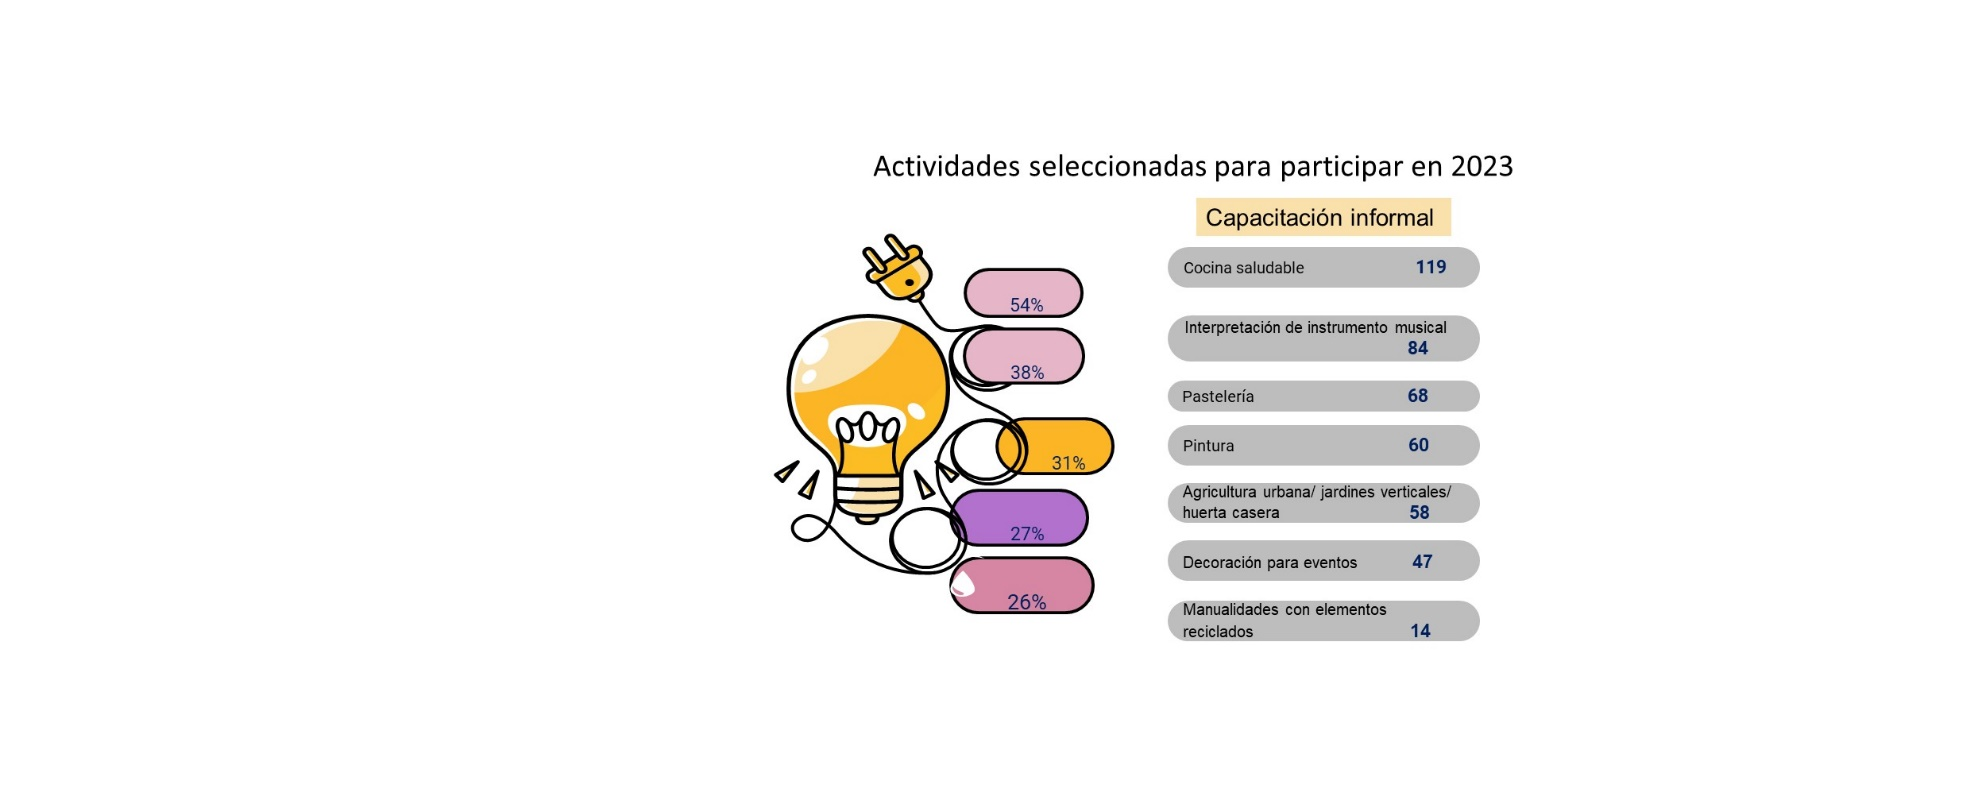 Actividades seleccionadas para participar en 2023
Capacitación informal
54%
38%
31%
27%
26%
Cocina saludable 119
Interpretación de instrumento musical
84
Pastelería 68
Pintura 60
Agricultura urbana/ jardines verticales/
huerta casera 58
Decoración para eventos 47
Manualidades con elementos
reciclados 14